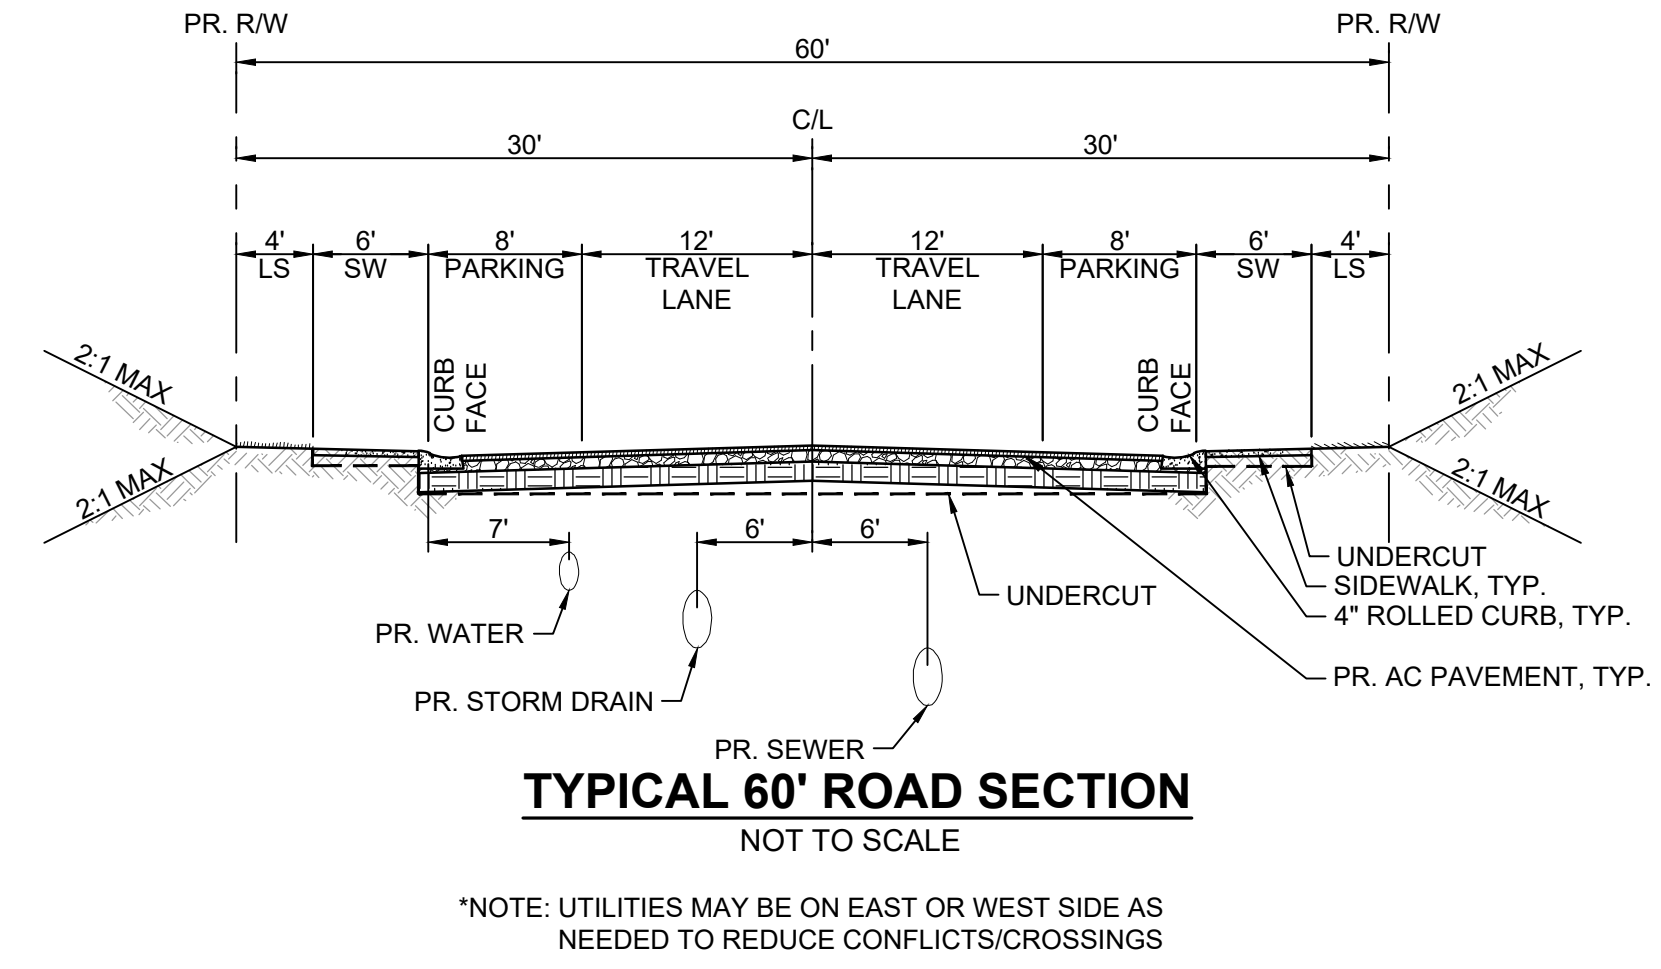 PR. R/W
PR. R/W
60'
C/L
30'
30'
4'
6'
8'
12'
12'
8'
6'
4'
LS
SW
PARKING
TRAVEL
LANE
TRAVEL
LANE
PARKING
SW
LS
2:1 MAX
CURB
FACE
CURB
FACE
2:1 MAX
2:1 MAX
2:1 MAX
7'
6'
6'
UNDERCUT
SIDEWALK, TYP.
4" ROLLED CURB, TYP.
UNDERCUT
PR. WATER
PR. AC PAVEMENT, TYP.
PR. STORM DRAIN
PR. SEWER
TYPICAL 60' ROAD SECTION
NOT TO SCALE
*NOTE: UTILITIES MAY BE ON EAST OR WEST SIDE AS
NEEDED TO REDUCE CONFLICTS/CROSSINGS